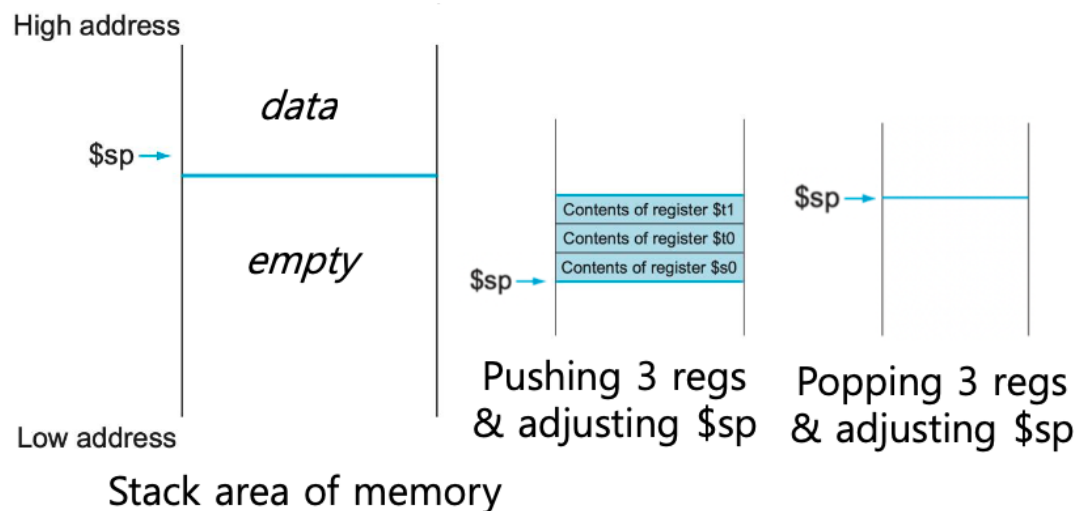 High address
data
$sp
empty
Low address
Stack area of memory
Contents of register $t1
Contents of register $t0
Contents of register $s0
$sp
Pushing 3 regs
& adjusting $sp
$sp
Popping 3 regs
& adjusting $sp